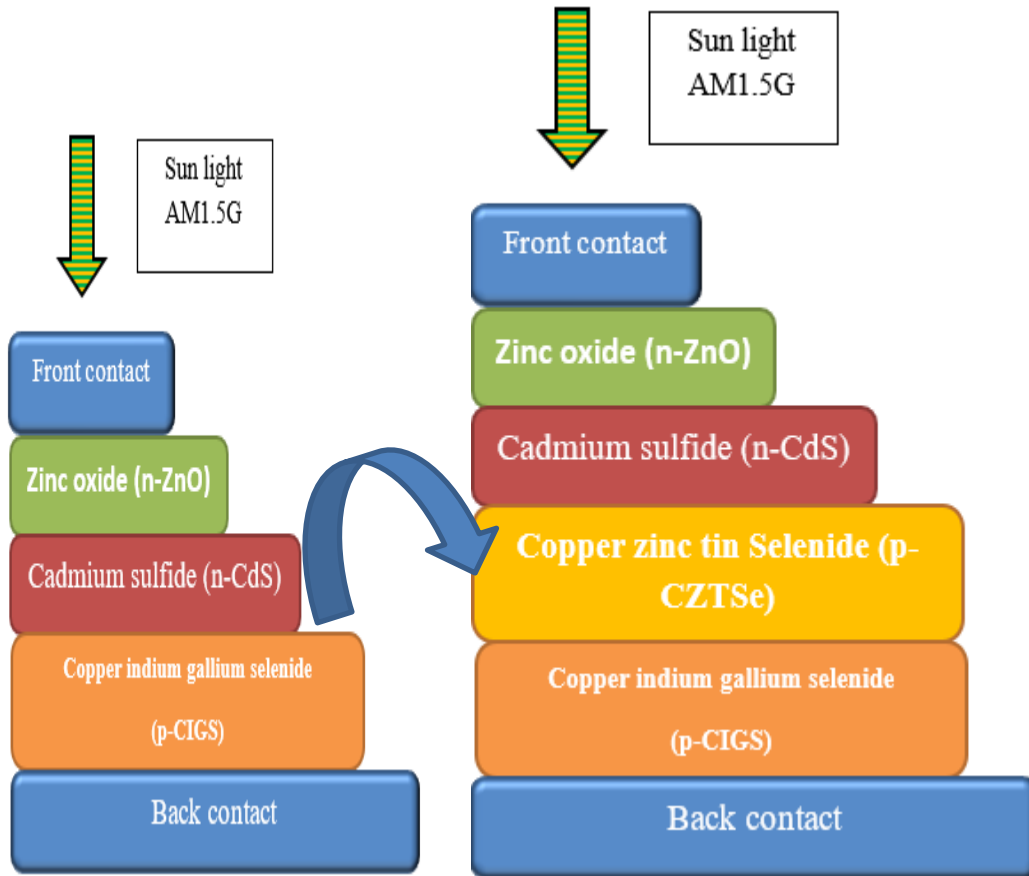 Sun light
AM1.5G
Front contact
Zinc oxide (n-ZnO)
Cadmium sulfide (n-CdS)
Copper indium gallium selenide
(p-CIGS)
Back contact
Sun light
AM1.5G
Front contact
Zinc oxide (n-ZnO)
Cadmium sulfide (n-CdS)
Copper zinc tin Selenide (p-
CZTSe)
Copper indium gallium selenide
(p-CIGS)
Back contact